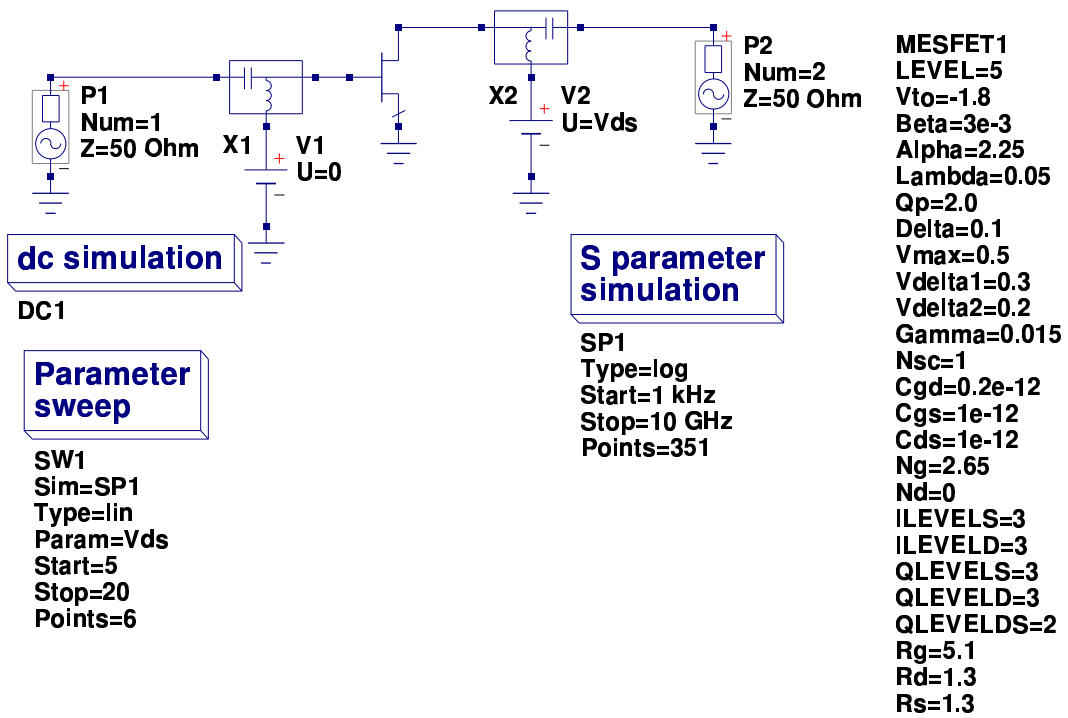 P1
Num=1
Z=50 Ohm
X1
V1
U=0
X2
V2
U=Vds
P2
Num=2
Z=50 Ohm
dc simulation
DC1
Parameter
sweep
SW1
Sim=SP1
Type=lin
Param=Vds
Start=5
Stop=20
Points=6
S parameter
simulation
SP1
Type=log
Start=1 kHz
Stop=10 GHz
Points=351
MESFET1
LEVEL=5
Vto=-1.8
Beta=3e-3
Alpha=2.25
Lambda=0.05
Qp=2.0
Delta=0.1
Vmax=0.5
Vdelta1=0.3
Vdelta2=0.2
Gamma=0.015
Nsc=1
Cgd=0.2e-12
Cgs=1e-12
Cds=1e-12
Ng=2.65
Nd=0
ILEVELS=3
ILEVELD=3
QLEVELS=3
QLEVELD=3
QLEVELDS=2
Rg=5.1
Rd=1.3
Rs=1.3